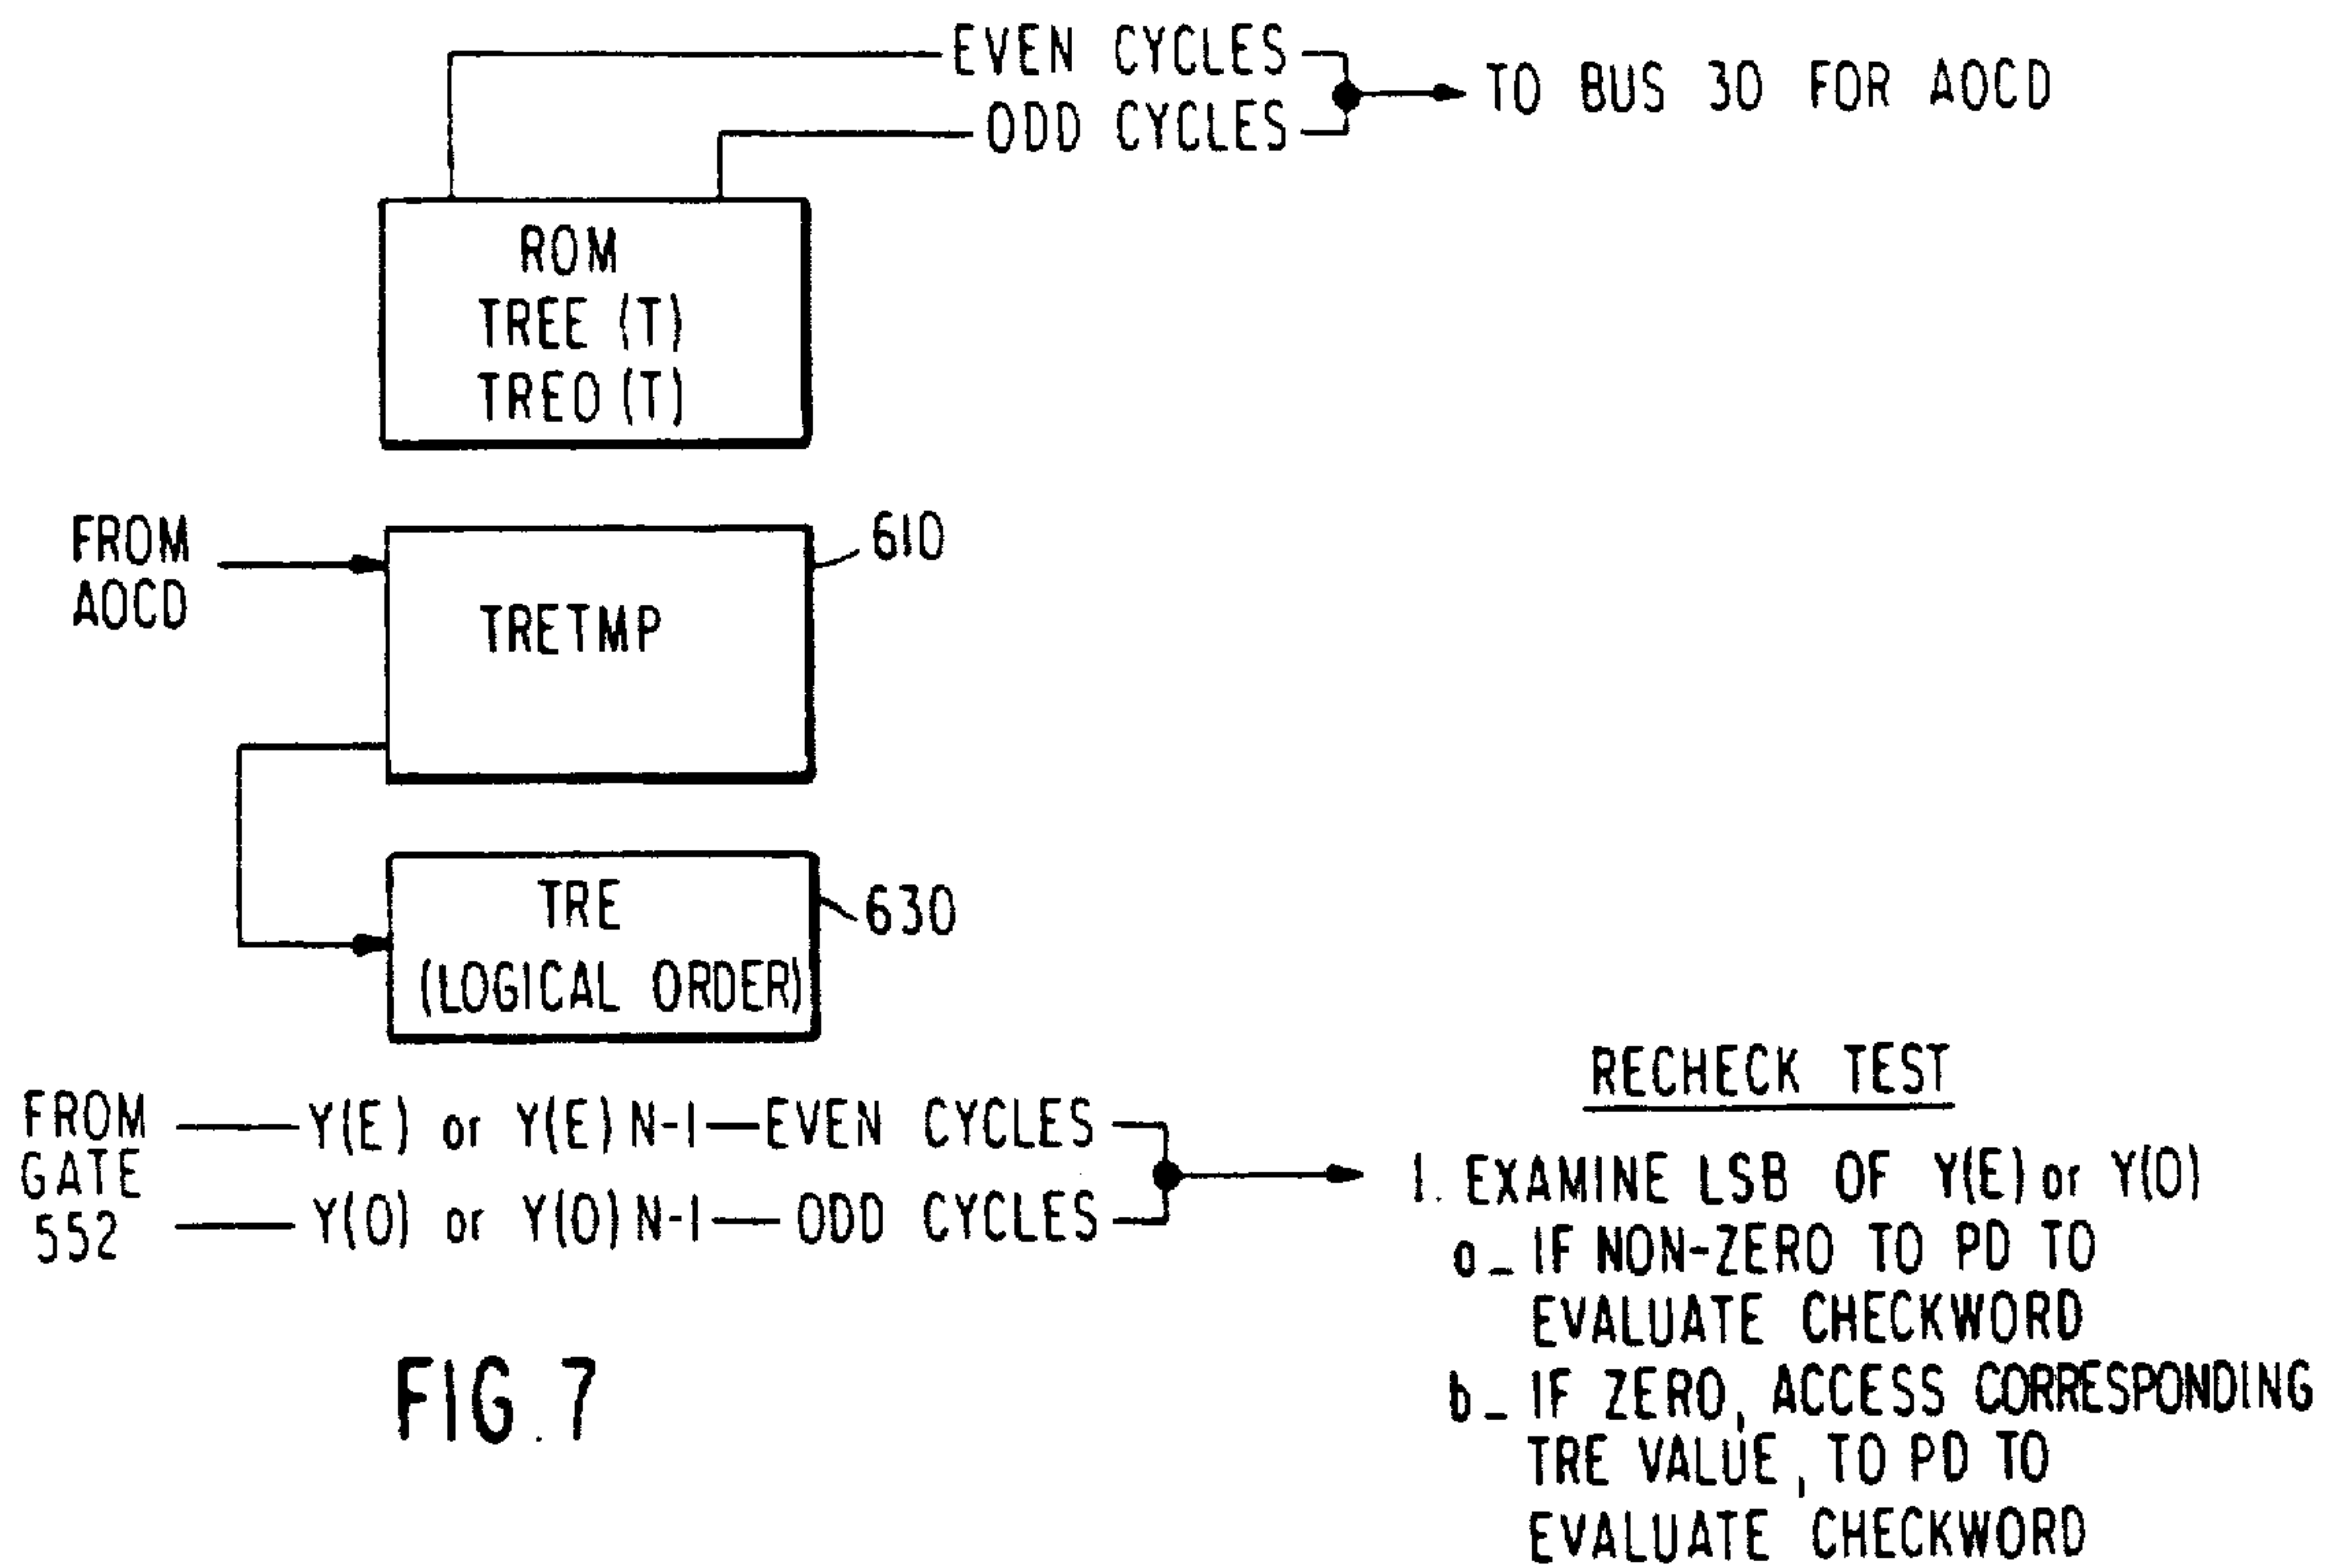 EVEN CYCLES
ODD CYCLES
TO BUS 30 FOR AOCD
ROM
TREE (T)
TREO (T)
FROM
AOCD
TRETMP
610
TRE
(LOGICAL ORDER)
630
FROM
GATE
552
Y(E) or Y(E) N-1 EVEN CYCLES
Y(O) or Y(O) N-1 ODD CYCLES
RECHECK TEST
1. EXAMINE LSB OF Y(E) or Y(O)
a- IF NON-ZERO TO PD TO
EVALUATE CHECKWORD
b- IF ZERO, ACCESS CORRESPONDING
TRE VALUE, TO PD TO
EVALUATE CHECKWORD
FIG. 7